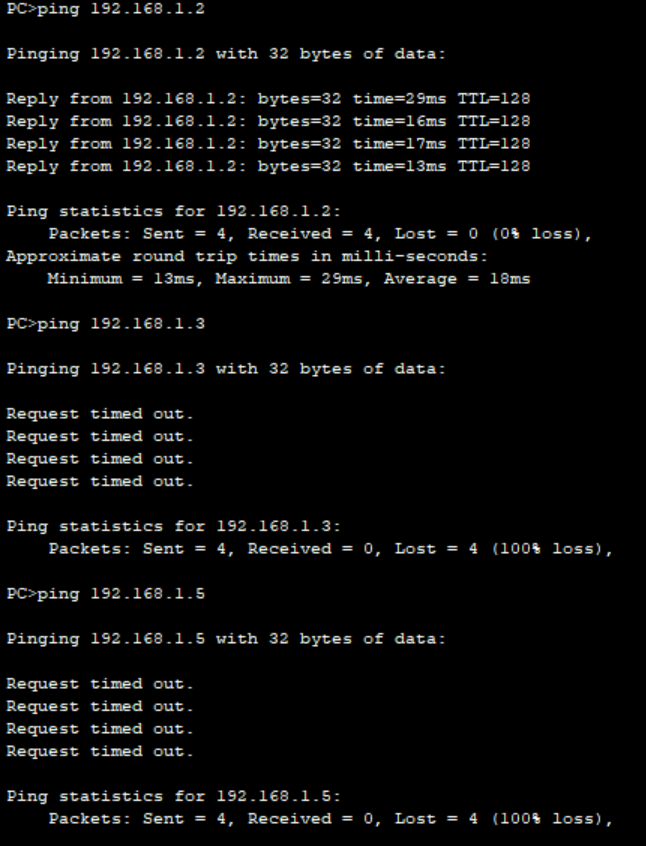 PC>ping 192.168.1.2
Pinging 192.168.1.2 with 32 bytes of data:
Reply from 192.168.1.2: bytes=32 time=29ms TTL=128
Reply from 192.168.1.2: bytes=32 time=16ms TTL=128
Reply from 192.168.1.2: bytes=32 time=17ms TTL=128
Reply from 192.168.1.2: bytes=32 time=13ms TTL=128
Ping statistics for 192.168.1.2:
Packets: Sent = 4, Received = 4, Lost = 0 (0% loss),
Approximate round trip times in milli-seconds:
Minimum = 13ms, Maximum = 29ms, Average = 18ms
PC>ping 192.168.1.3
Pinging 192.168.1.3 with 32 bytes of data:
Request timed out.
Request timed out.
Request timed out.
Request timed out.
Ping statistics for 192.168.1.3:
Packets: Sent = 4, Received = 0, Lost = 4 (100% loss),
PC>ping 192.168.1.5
Pinging 192.168.1.5 with 32 bytes of data:
Request timed out.
Request timed out.
Request timed out.
Request timed out.
Ping statistics for 192.168.1.5:
Packets: Sent = 4, Received = 0, Lost = 4 (100% loss),